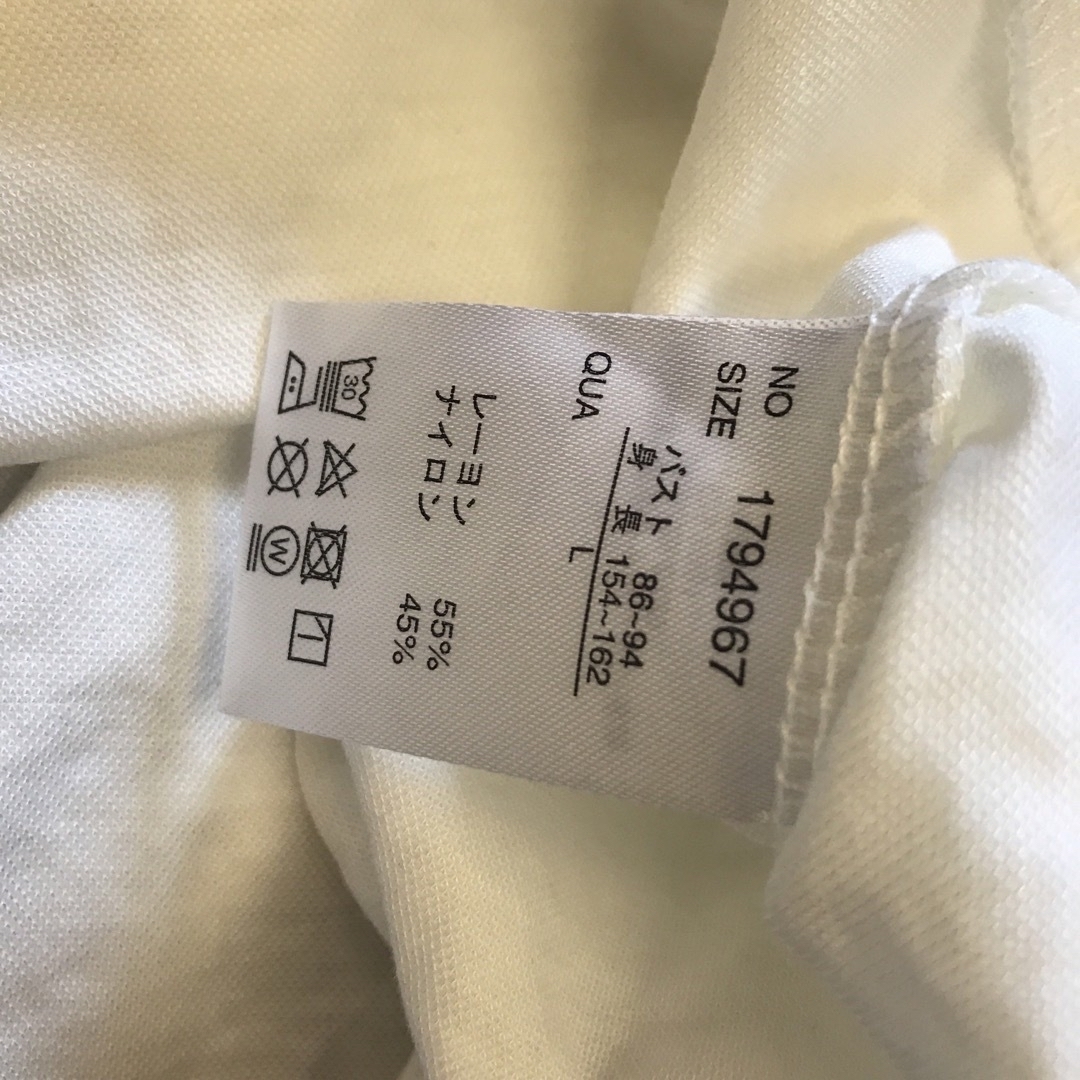 NO 1794967
SIZE
バスト 86~94
身 長 154~162
L
QUA
レーヨン 55%
ナイロン 45%
30
W